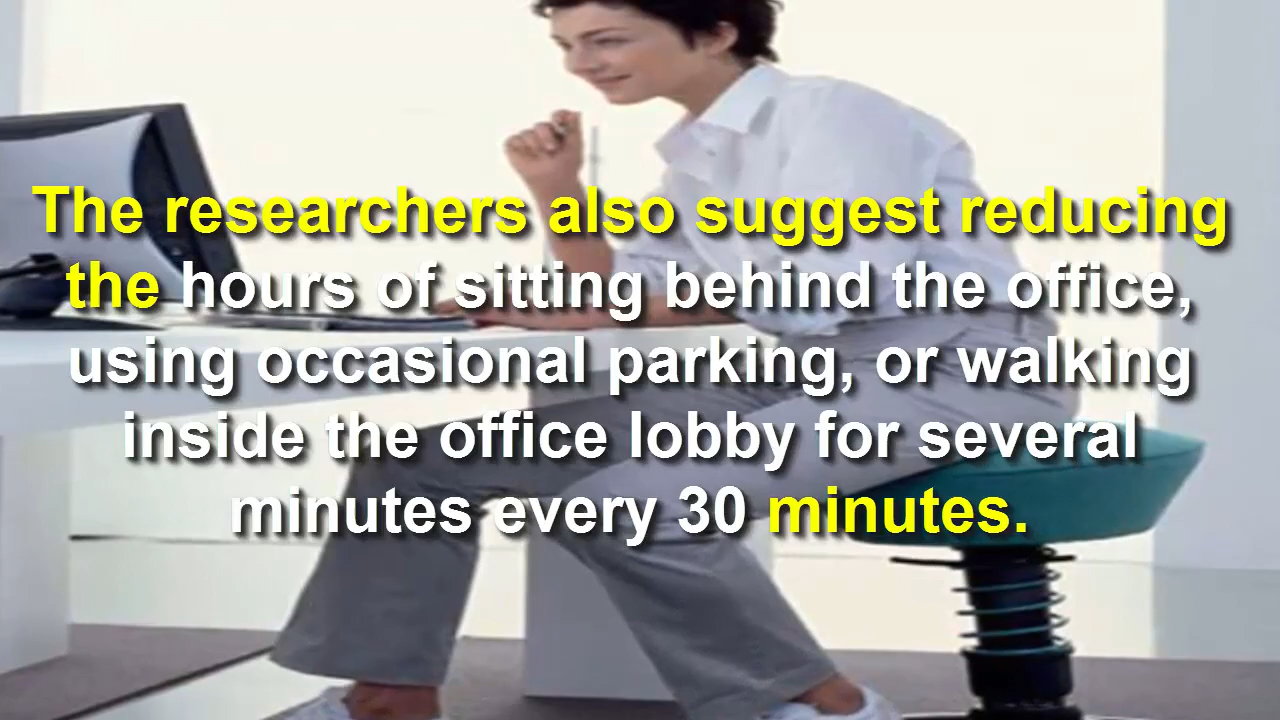 The researchers also suggest reducing
the hours of sitting behind the office,
using occasional parking, or walking
inside the office lobby for several
minutes every 30 minutes.